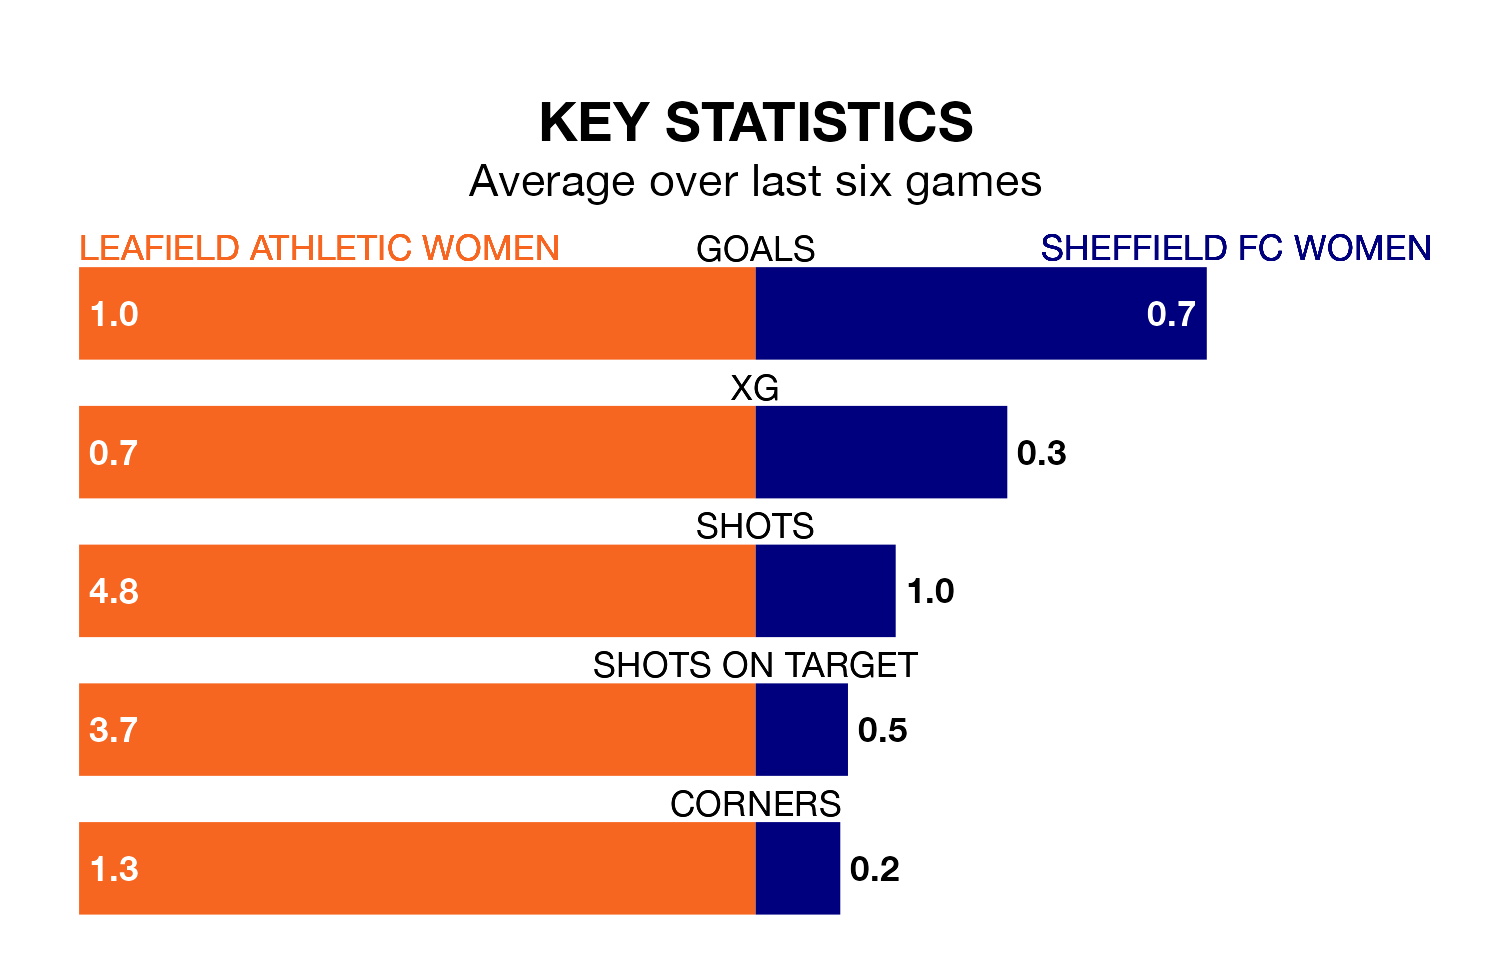 KEY STATISTICS
Average over last six games
LEAFIELD ATHLETIC WOMEN GOALS SHEFFIELD FC WOMEN
1.0 0.7
XG
0.7 0.3
SHOTS
4.8 1.0
SHOTS ON TARGET
3.7 0.5
CORNERS
1.3 0.2